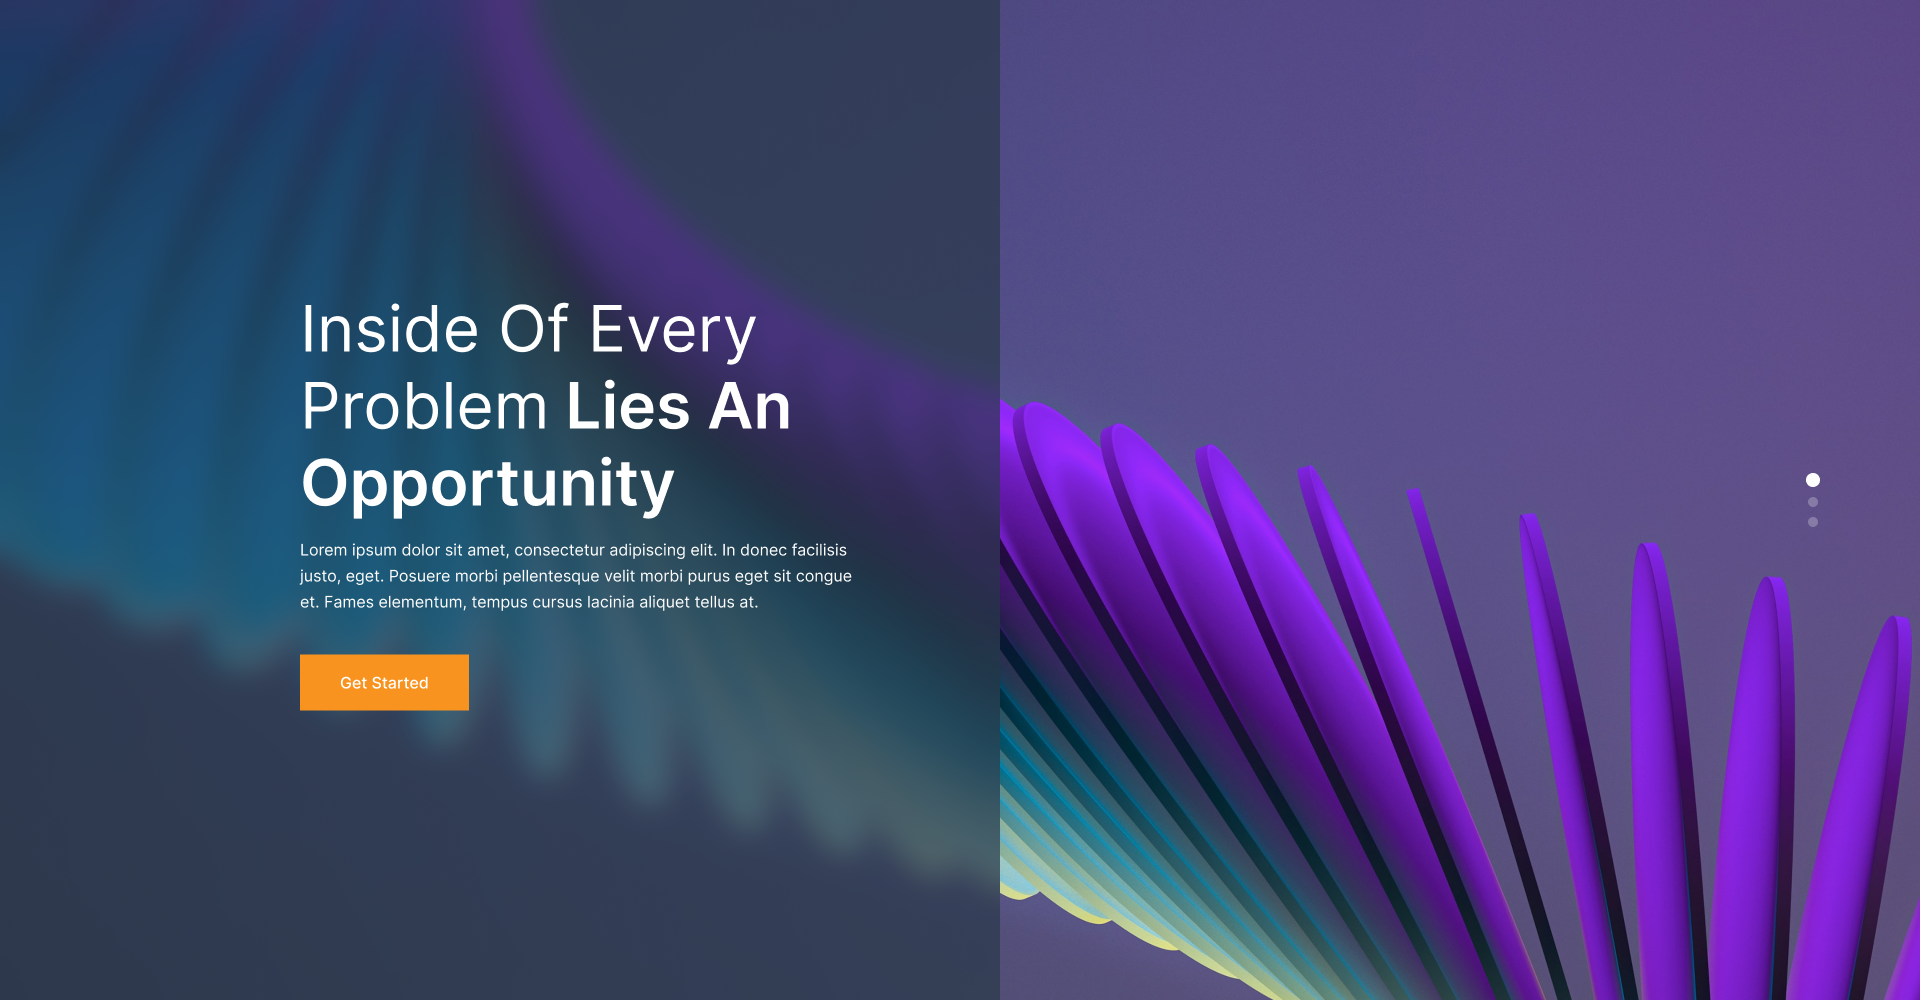 Inside Of Every
Problem Lies An
Opportunity
Lorem ipsum dolor sit amet, consectetur adipiscing elit. In donec facilisis
justo, eget. Posuere morbi pellentesque velit morbi purus eget sit congue
et. Fames elementum, tempus cursus lacinia aliquet tellus at.
Get Started